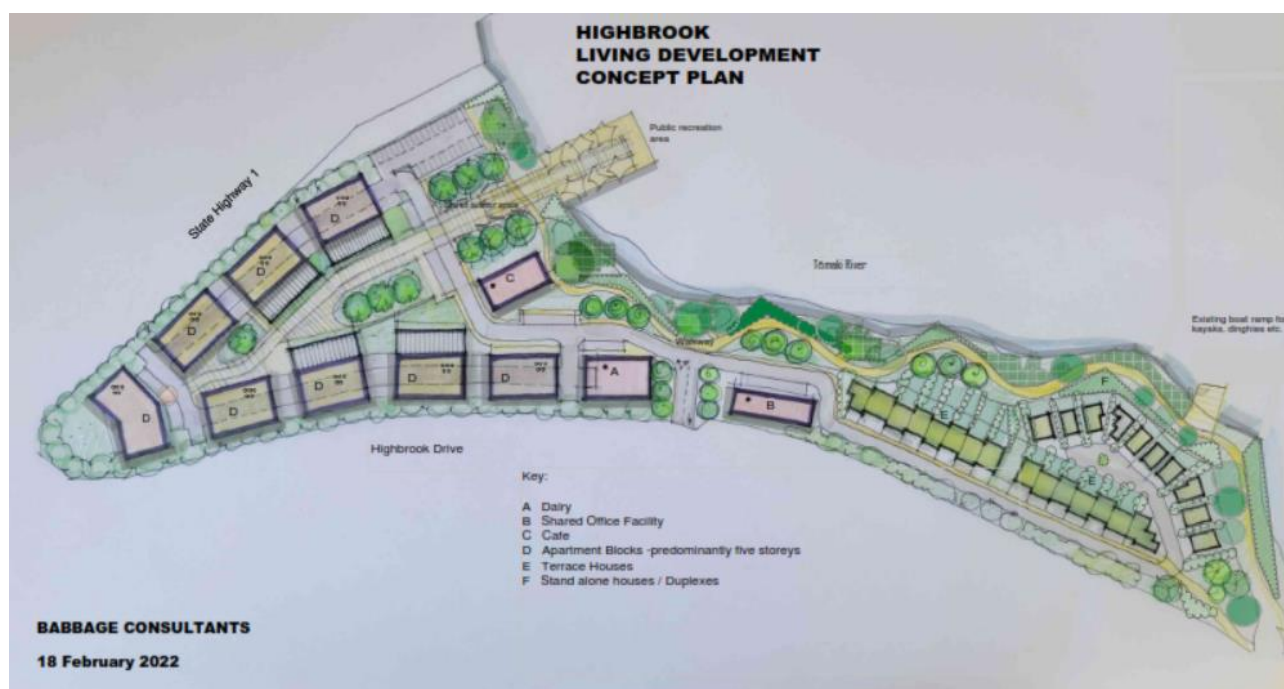 HIGHBROOK
LIVING DEVELOPMENT
CONCEPT PLAN
Public recreation
area
State Highway 1
D
D
D
D
D
D
D
D
C
A
B
Tāmaki River
Walkway
Existing boat ramp fo
kayaks, dinghies etc.
E
E
F
Highbrook Drive
Key:
A Dairy
B Shared Office Facility
C Cafe
D Apartment Blocks -predominantly five storeys
E Terrace Houses
F Stand alone houses / Duplexes
BABBAGE CONSULTANTS
18 February 2022